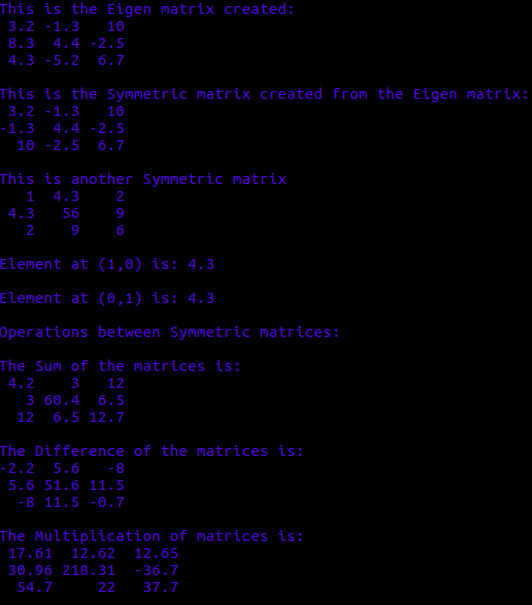 This is the Eigen matrix created:
 3.2 -1.3   10
 8.3  4.4 -2.5
 4.3 -5.2  6.7

This is the Symmetric matrix created from the Eigen matrix:
 3.2 -1.3   10
-1.3  4.4 -2.5
  10 -2.5  6.7

This is another Symmetric matrix
   1  4.3    2
 4.3   56    9
   2    9    6

Element at (1,0) is: 4.3

Element at (0,1) is: 4.3

Operations between Symmetric matrices:

The Sum of the matrices is:
 4.2    3   12
   3 60.4  6.5
  12  6.5 12.7

The Difference of the matrices is:
-2.2  5.6   -8
 5.6 51.6 11.5
  -8 11.5 -0.7

The Multiplication of matrices is:
 17.61  12.62  12.65
 30.96 218.31  -36.7
  54.7     22   37.7